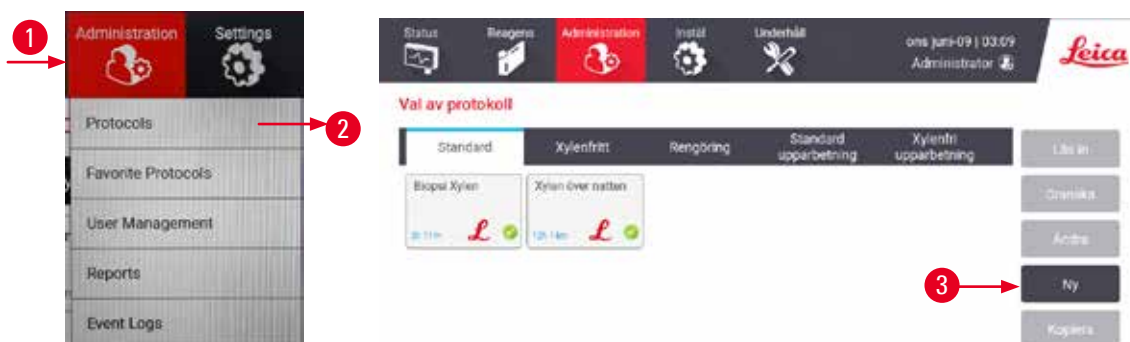 1
Administration
Settings
Protocols
2
Favorite Protocols
User Management
Reports
Event Logs
Status
Reagens
Administration
Inställ
Underhåll
ons juni-09 | 03:09
Administrator
Leica
Val av protokoll
Standard
Xylenfritt
Rengöring
Standard upparbetning
Xylenfri upparbetning
Biopsi Xylen
L
Xylen över natten
12h 14m
L
Läs in
Granska
Ändra
3
Ny
Kopiera